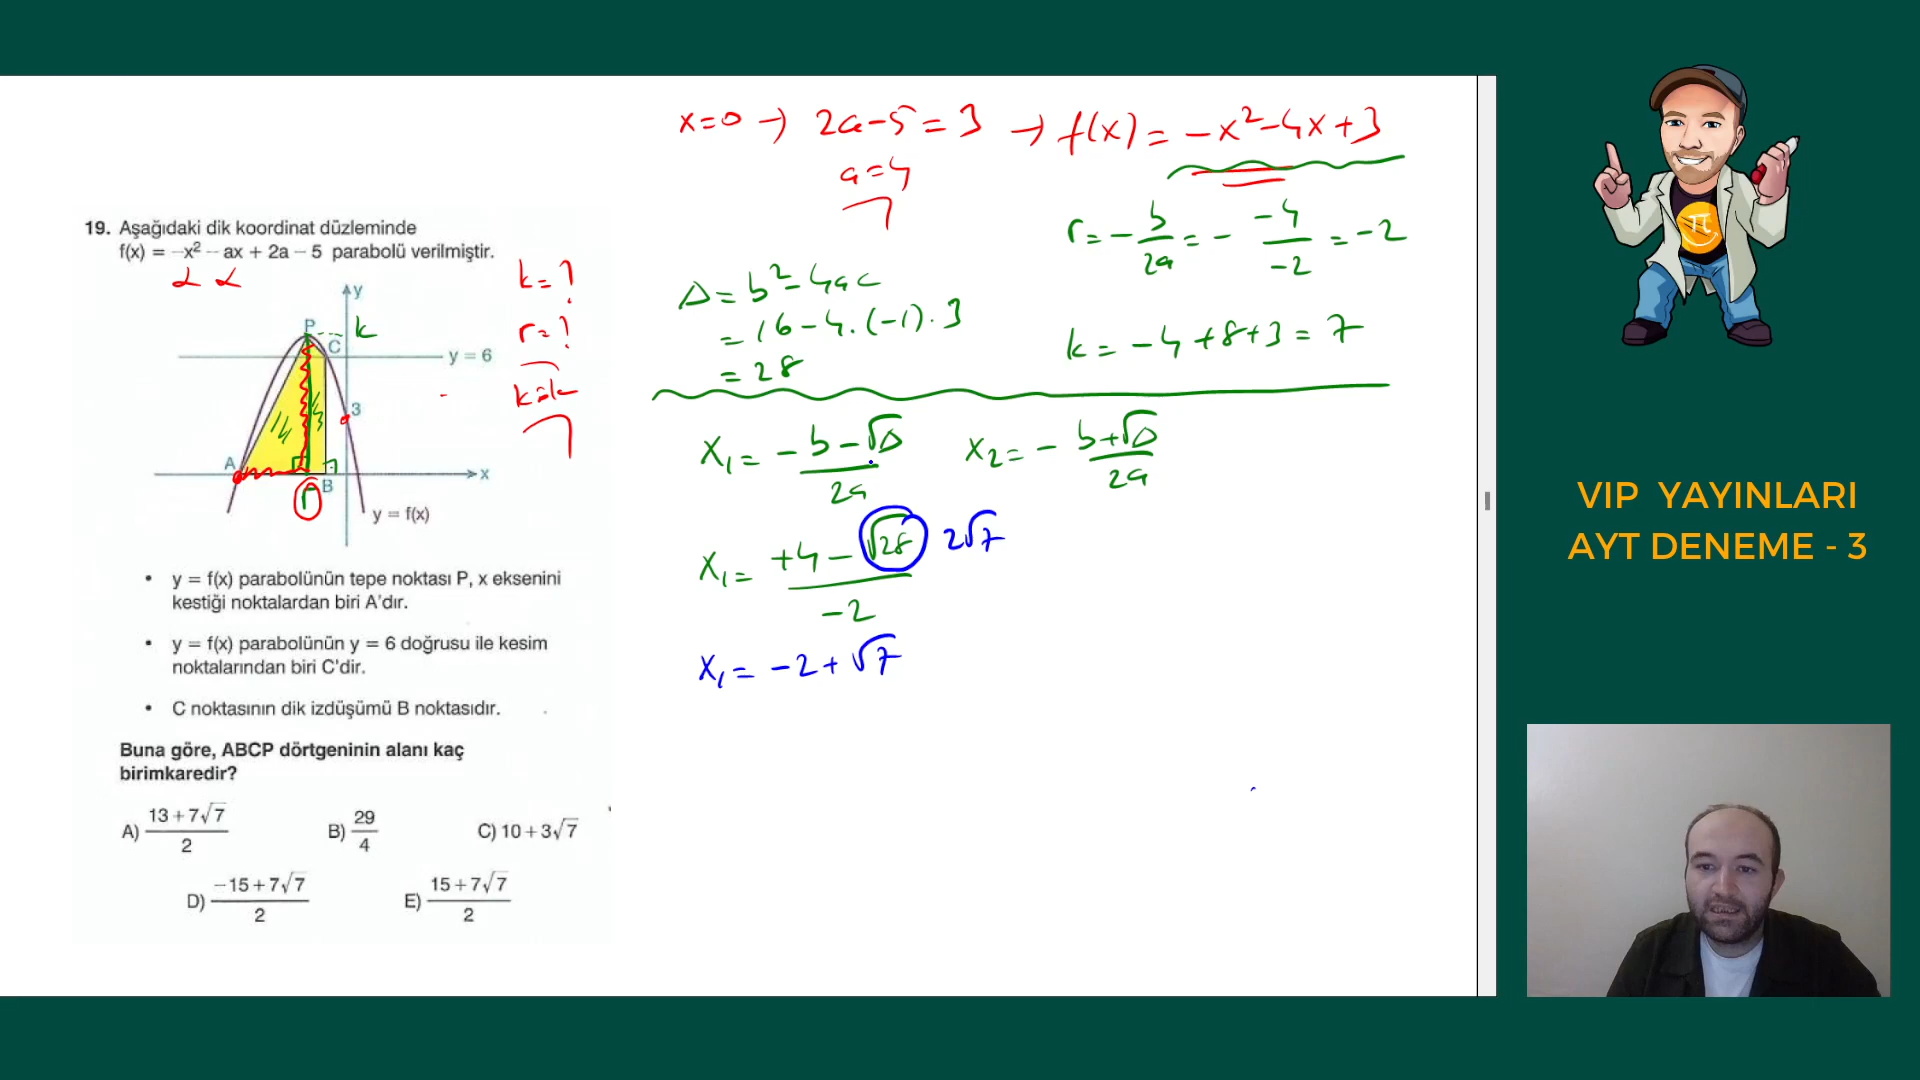 19. Aşağıdaki dik koordinat düzleminde
f(x) = -x² - ax + 2a - 5 parabolü verilmiştir.
y
P
k
C
y = 6
3
A
B
r
x
y = f(x)
k = ?
r = ?
kök
• y = f(x) parabolünün tepe noktası P, x eksenini
kestiği noktalardan biri A'dır.
• y = f(x) parabolünün y = 6 doğrusu ile kesim
noktalarından biri C'dir.
• C noktasının dik izdüşümü B noktasıdır.
Buna göre, ABCP dörtgeninin alanı kaç
birimkaredir?
A) (13 + 7√7)/2 B) 29/4 C) 10 + 3√7
D) (-15 + 7√7)/2 E) (15 + 7√7)/2
x=0 → 2a-5=3 → f(x) = -x²-4x+3
a=4
r = -b/2a = - -4/-2 = -2
Δ = b²-4ac
= 16-4.(-1).3
= 28
k = -4+8+3 = 7
x₁ = (-b-√Δ)/2a x₂ = (-b+√Δ)/2a
x₁ = (+4-√28)/-2 2√7
x₁ = -2+√7
π
VIP YAYINLARI
AYT DENEME - 3